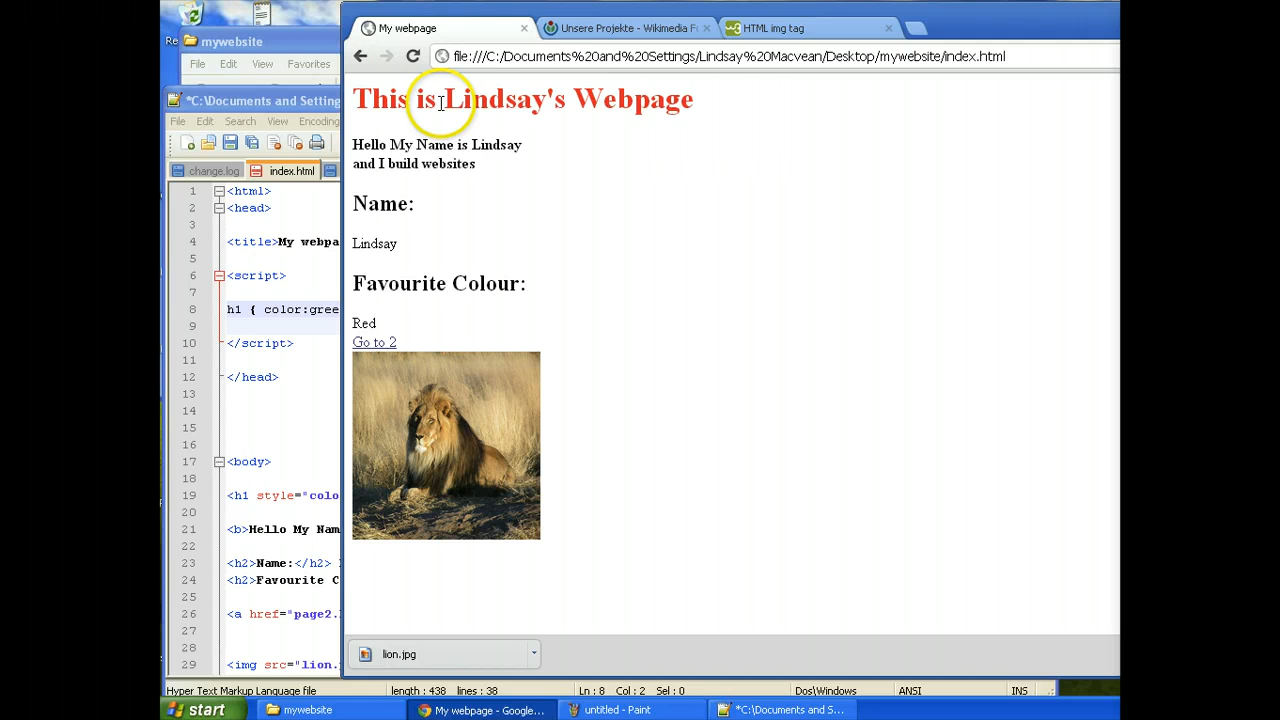 Re
mywebsite
File Edit View Favorites
*C:\Documents and Setting
File Edit Search View Encoding
change.log index.html
1 <html>
2 <head>
3
4 <title>My webpa
5
6 <script>
7
8 h1 { color:gree
9
10 </script>
11
12 </head>
13
14
15
16
17 <body>
18
19 <h1 style="colo
20
21 <b>Hello My Nam
22
23 <h2>Name:</h2>
24 <h2>Favourite C
25
26 <a href="page2.
27
28
29 <img src="lion.
Hyper Text Markup Language file length : 438 lines : 38 Ln : 8 Col : 2 Sel : 0 Dos\Windows ANSI INS
My webpage
Unsere Projekte - Wikimedia F
HTML img tag
file:///C:/Documents%20and%20Settings/Lindsay%20Macvean/Desktop/mywebsite/index.html
This is Lindsay's Webpage
Hello My Name is Lindsay
and I build websites
Name:
Lindsay
Favourite Colour:
Red
Go to 2
lion.jpg
start mywebsite My webpage - Google... untitled - Paint *C:\Documents and S...